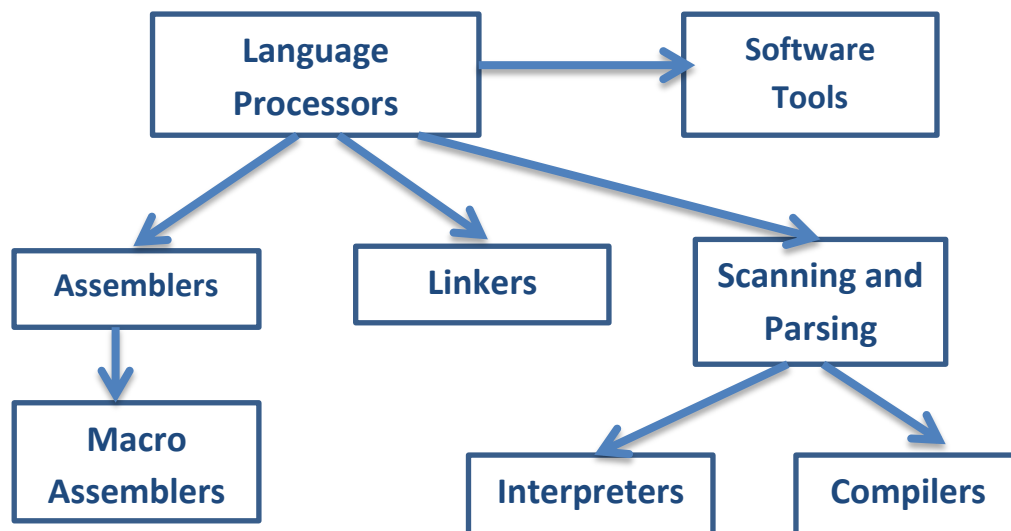 Language
Processors
Software
Tools
Assemblers
Linkers
Scanning and
Parsing
Macro
Assemblers
Interpreters
Compilers